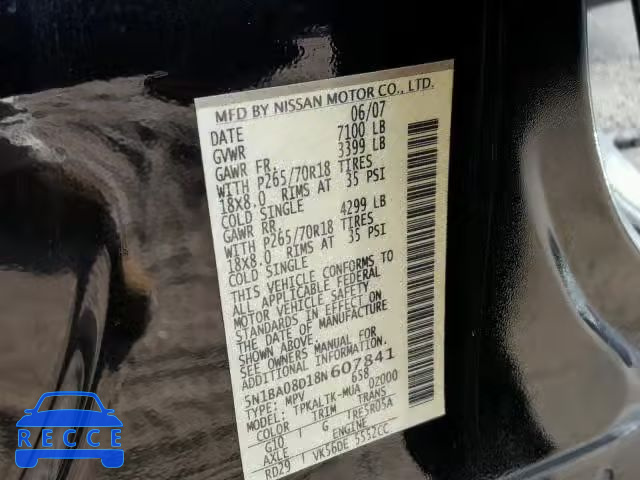 MFD BY NISSAN MOTOR CO., LTD.
DATE 06/07
GVWR 7100 LB
GAWR FR. 3399 LB
WITH P265/70R18 TIRES
18X8.0 RIMS AT 35 PSI
COLD SINGLE
GAWR RR. 4299 LB
WITH P265/70R18 TIRES
18X8.0 RIMS AT 35 PSI
COLD SINGLE
THIS VEHICLE CONFORMS TO
ALL APPLICABLE FEDERAL
MOTOR VEHICLE SAFETY
STANDARDS IN EFFECT ON
THE DATE OF MANUFACTURE
SHOWN ABOVE.
SEE OWNERS MANUAL FOR
ADDITIONAL INFORMATION.
5N1BA08D18N607841
TYPE: MPV 658
MODEL: TPKALTK-MUA 02000
COLOR TRIM TRANS
G10 G TRE5R05A
AXLE ENGINE
RD29 VK56DE 5552CC
RECCE